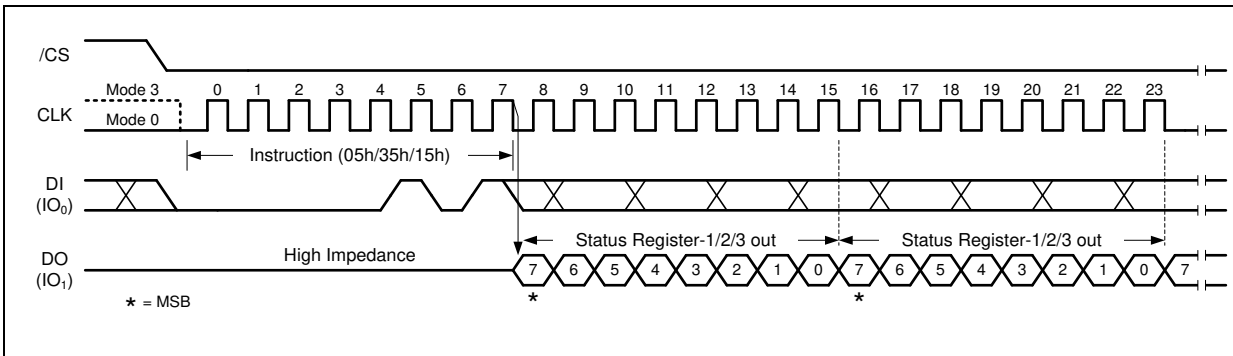 /CS
Mode 3
0 1 2 3 4 5 6 7 8 9 10 11 12 13 14 15 16 17 18 19 20 21 22 23
CLK
Mode 0
Instruction (05h/35h/15h)
DI
(IO₀)
Status Register-1/2/3 out Status Register-1/2/3 out
High Impedance
DO
(IO₁)
7 6 5 4 3 2 1 0 7 6 5 4 3 2 1 0 7
* = MSB * *